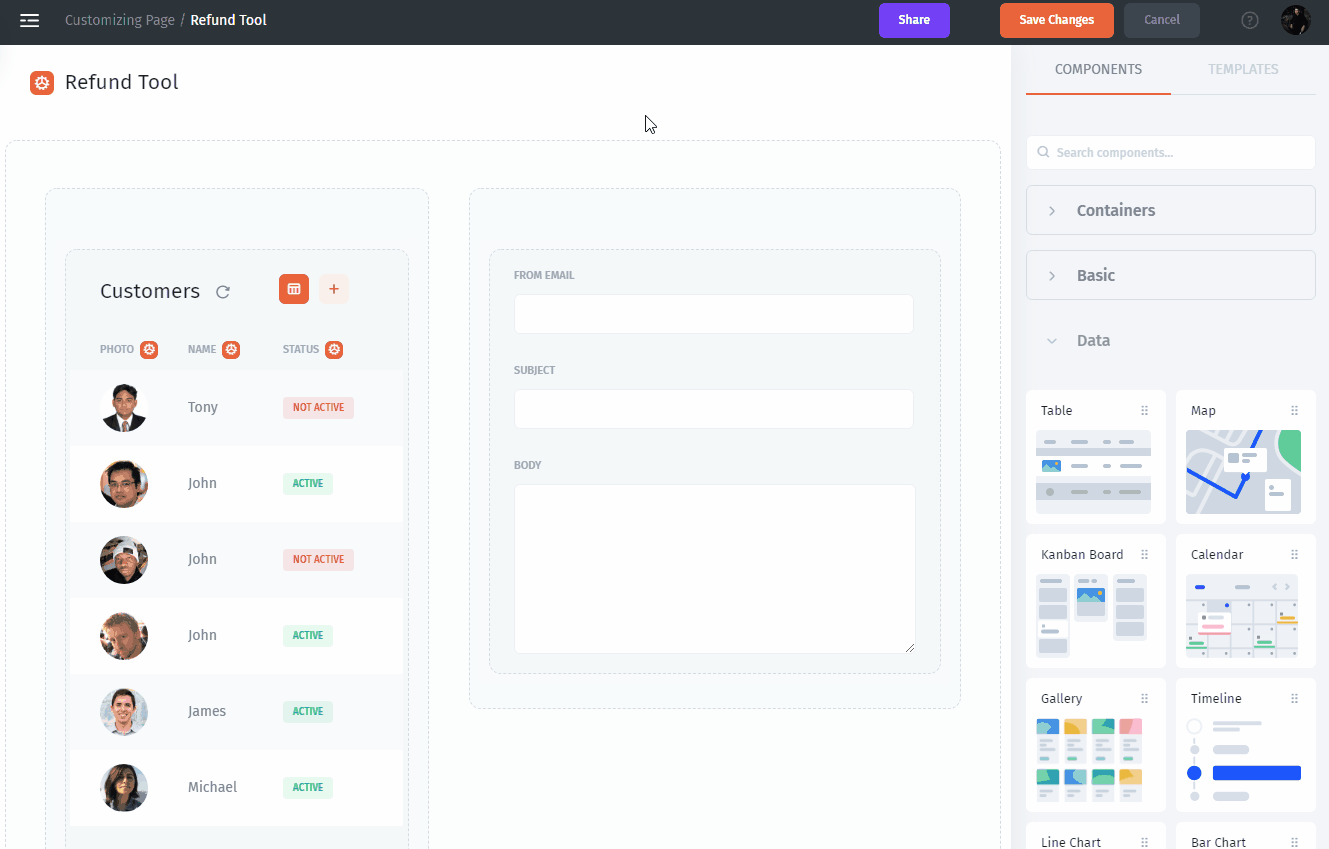 Customizing Page / Refund Tool
Share
Save Changes
Cancel
?
Refund Tool
Customers
+
PHOTO NAME STATUS
Tony NOT ACTIVE
John ACTIVE
John NOT ACTIVE
John ACTIVE
James ACTIVE
Michael ACTIVE
FROM EMAIL
SUBJECT
BODY
COMPONENTS TEMPLATES
Search components...
Containers
Basic
Data
Table Map
Kanban Board Calendar
Gallery Timeline
Line Chart Bar Chart